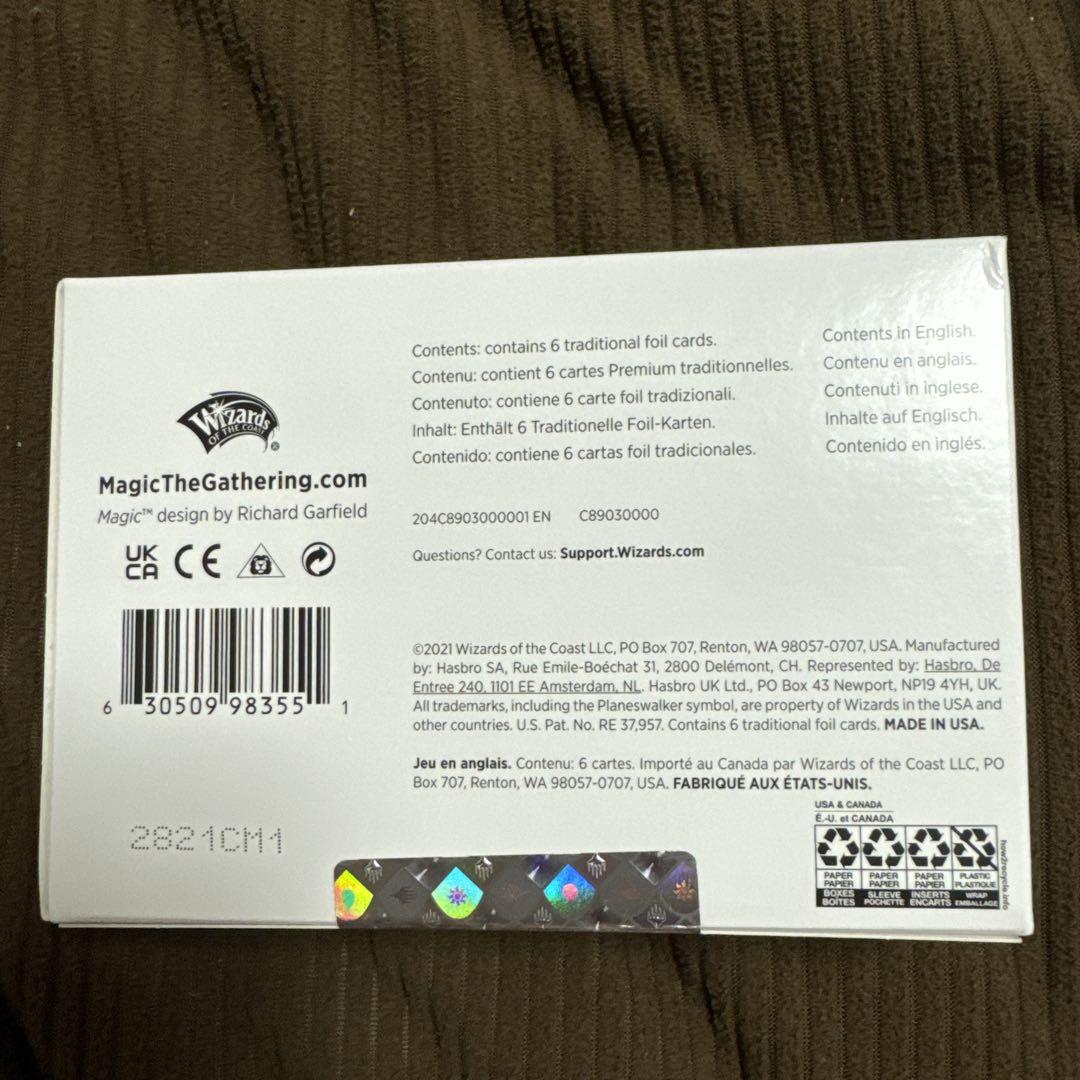 Wizards
OF THE COAST
MagicTheGathering.com
Magic™ design by Richard Garfield
UK
CA CE
6 30509 98355 1
2821CM1
Contents: contains 6 traditional foil cards.
Contenu: contient 6 cartes Premium traditionnelles.
Contenuto: contiene 6 carte foil tradizionali.
Inhalt: Enthält 6 Traditionelle Foil-Karten.
Contenido: contiene 6 cartas foil tradicionales.
Contents in English.
Contenu en anglais.
Contenuti in inglese.
Inhalte auf Englisch.
Contenido en inglés.
204C8903000001 EN C89030000
Questions? Contact us: Support.Wizards.com
©2021 Wizards of the Coast LLC, PO Box 707, Renton, WA 98057-0707, USA. Manufactured
by: Hasbro SA, Rue Emile-Boéchat 31, 2800 Delémont, CH. Represented by: Hasbro, De
Entree 240, 1101 EE Amsterdam, NL. Hasbro UK Ltd., PO Box 43 Newport, NP19 4YH, UK.
All trademarks, including the Planeswalker symbol, are property of Wizards in the USA and
other countries. U.S. Pat. No. RE 37,957. Contains 6 traditional foil cards. MADE IN USA.
Jeu en anglais. Contenu: 6 cartes. Importé au Canada par Wizards of the Coast LLC, PO
Box 707, Renton, WA 98057-0707, USA. FABRIQUÉ AUX ÉTATS-UNIS.
USA & CANADA
É.-U. et CANADA
PAPER PAPER PAPER PLASTIC
PAPIER PAPIER PAPIER PLASTIQUE
BOXES SLEEVE INSERTS WRAP
BOÎTES POCHETTE ENCARTS EMBALLAGE
how2recycle.info